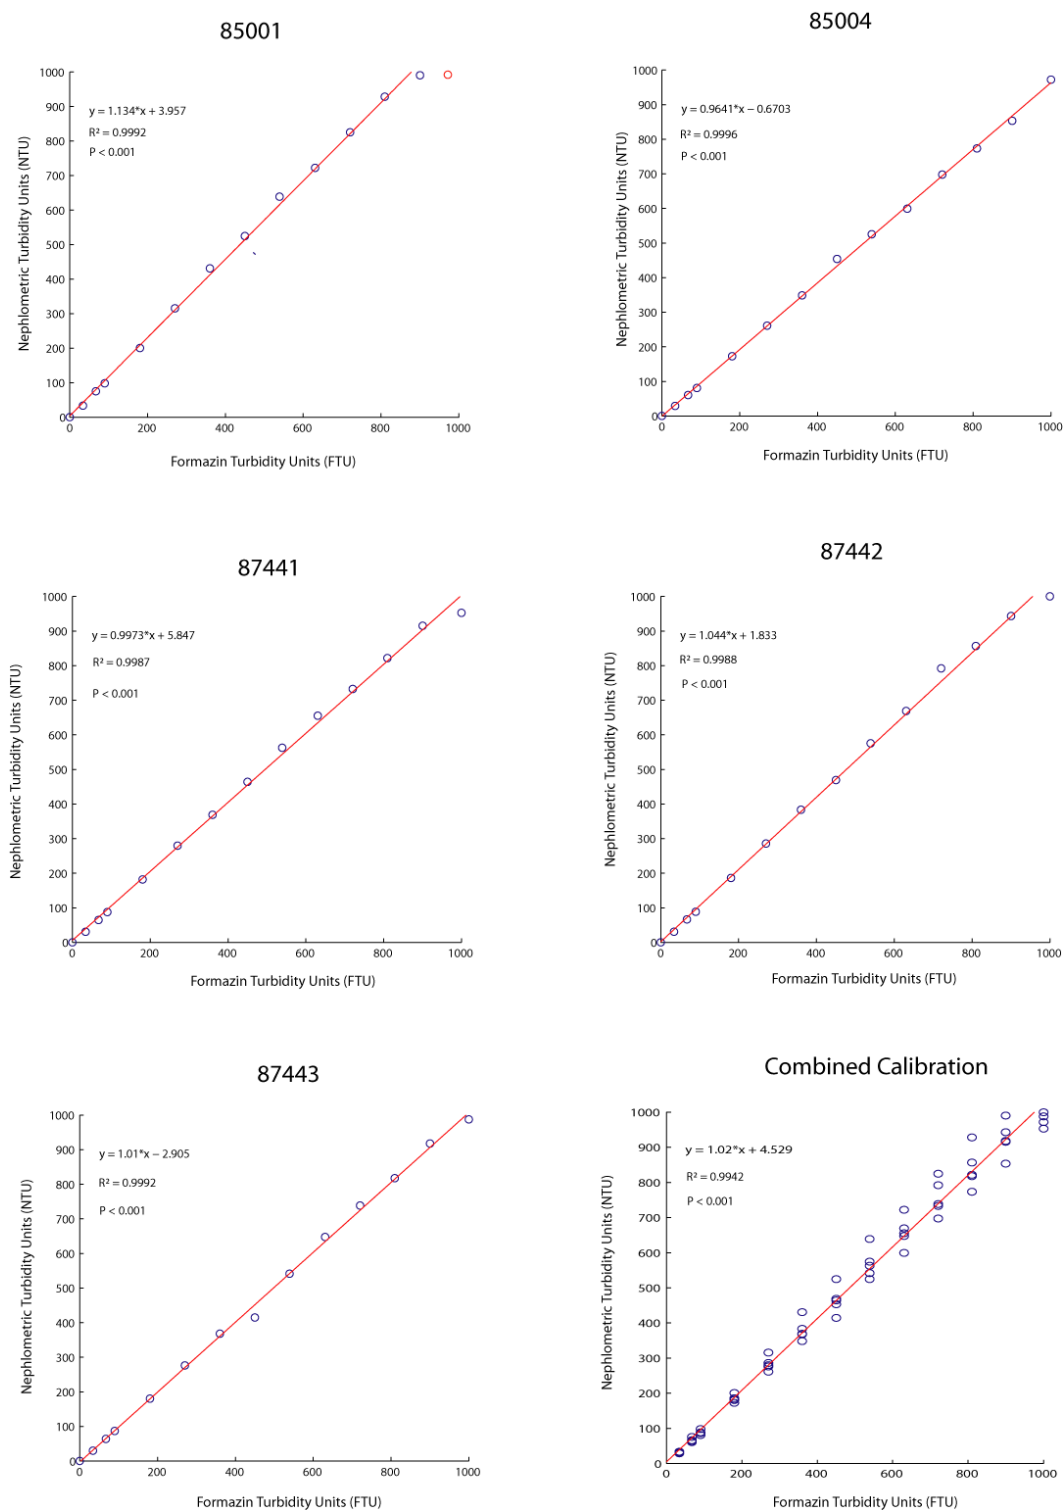 85001
y = 1.134*x + 3.957
R² = 0.9992
P < 0.001
Nephlometric Turbidity Units (NTU)
1000
900
800
700
600
500
400
300
200
100
0
0 200 400 600 800 1000
Formazin Turbidity Units (FTU)
85004
y = 0.9641*x − 0.6703
R² = 0.9996
P < 0.001
Nephlometric Turbidity Units (NTU)
1000
900
800
700
600
500
400
300
200
100
0
0 200 400 600 800 1000
Formazin Turbidity Units (FTU)
87441
y = 0.9973*x + 5.847
R² = 0.9987
P < 0.001
Nephlometric Turbidity Units (NTU)
1000
900
800
700
600
500
400
300
200
100
0
0 200 400 600 800 1000
Formazin Turbidity Units (FTU)
87442
y = 1.044*x + 1.833
R² = 0.9988
P < 0.001
Nephlometric Turbidity Units (NTU)
1000
900
800
700
600
500
400
300
200
100
0
0 200 400 600 800 1000
Formazin Turbidity Units (FTU)
87443
y = 1.01*x − 2.905
R² = 0.9992
P < 0.001
Nephlometric Turbidity Units (NTU)
1000
900
800
700
600
500
400
300
200
100
0
0 200 400 600 800 1000
Formazin Turbidity Units (FTU)
Combined Calibration
y = 1.02*x + 4.529
R² = 0.9942
P < 0.001
Nephlometric Turbidity Units (NTU)
1000
900
800
700
600
500
400
300
200
100
0
0 200 400 600 800 1000
Formazin Turbidity Units (FTU)